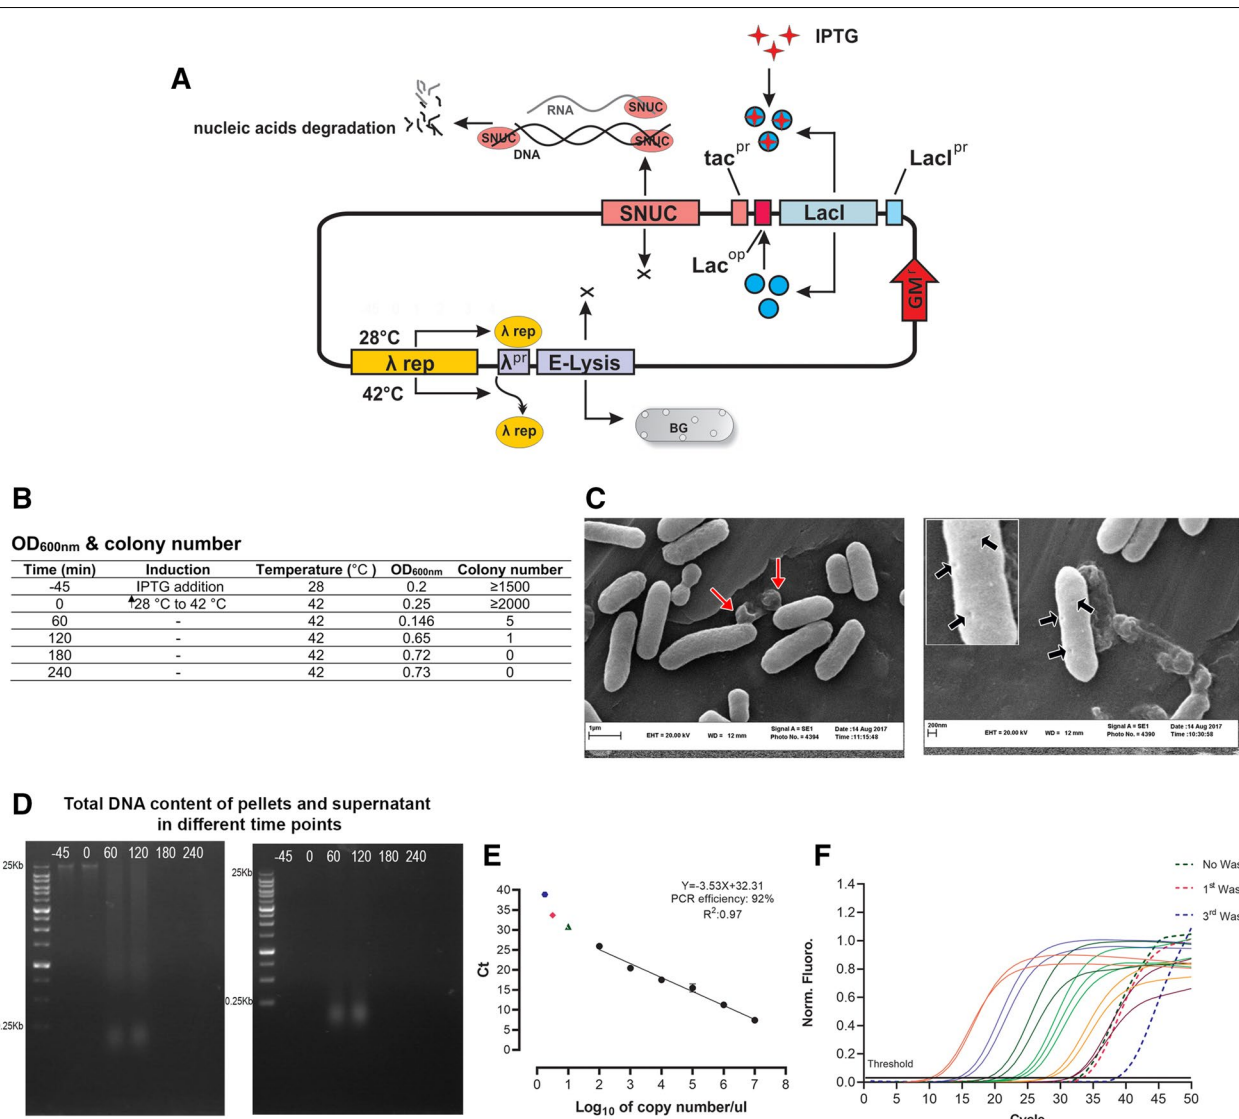 A
IPTG
RNA
SNUC
nucleic acids degradation
SNUC
SNUC
DNA
tac pr
LacI pr
SNUC
LacI
Lac op
X
X
GM r
28°C
λ rep
λ rep
λ pr
E-Lysis
42°C
λ rep
BG
B
OD600nm & colony number
Time (min) Induction Temperature (°C ) OD600nm Colony number
-45 IPTG addition 28 0.2 ≥1500
0 28 °C to 42 °C 42 0.25 ≥2000
60 - 42 0.146 5
120 - 42 0.65 1
180 - 42 0.72 0
240 - 42 0.73 0
C
1µm
EHT = 20.00 kV WD = 12 mm
Signal A = SE1 Date :14 Aug 2017
Photo No. = 4394 Time :11:15:48
200nm
EHT = 20.00 kV WD = 12 mm
Signal A = SE1 Date :14 Aug 2017
Photo No. = 4390 Time :10:30:58
D
Total DNA content of pellets and supernatant
in different time points
-45 0 60 120 180 240
25Kb
.25Kb
-45 0 60 120 180 240
25Kb
0.25Kb
E
Y=-3.53X+32.31
PCR efficiency: 92%
R2:0.97
Ct
40
35
30
25
20
15
10
5
0
0 1 2 3 4 5 6 7 8
Log10 of copy number/ul
F
No Was
1st Was
3rd Was
Norm. Fluoro.
1.4
1.2
1.0
0.8
0.6
0.4
0.2
0.0
Threshold
0 5 10 15 20 25 30 35 40 45 50
Cycle